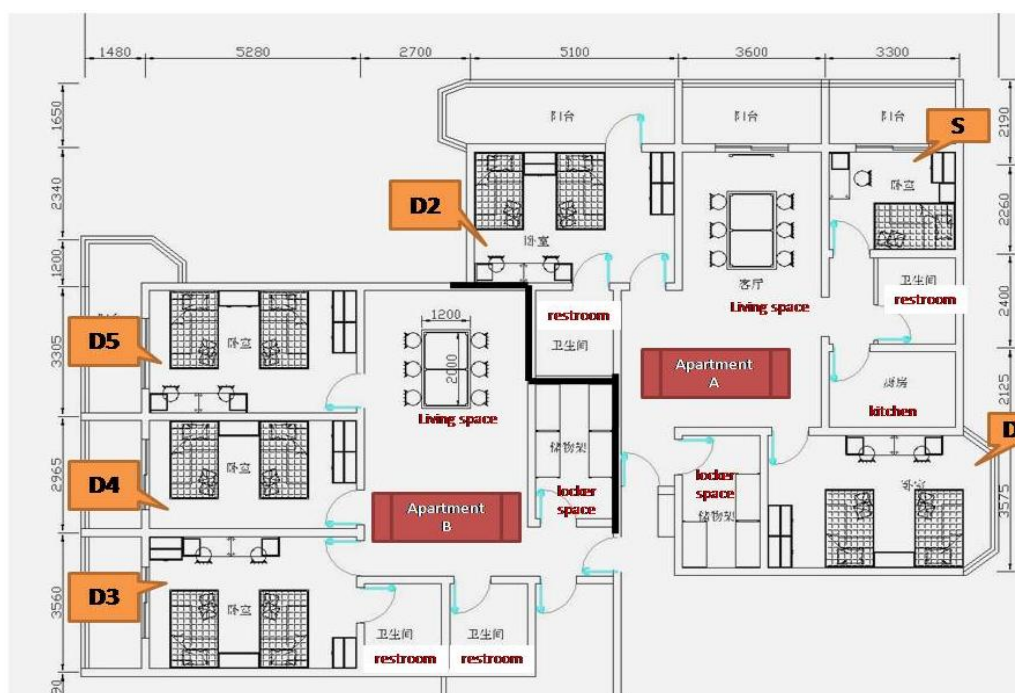 1480 5280 2700 5100 3600 3300
1650
2340
1200
3305
2965
3560
90
2190
2260
2400
2125
3575
阳台 阳台 阳台
S
卧室
D2
卧室
客厅
Living space
卫生间
restroom
restroom
卫生间
1200
2000
D5
卧室
Living space
Apartment
A
厨房
kitchen
D
卧室
储物架
locker
space
locker
space
储物架
D4
卧室
Apartment
B
D3
卧室
卫生间 卫生间
restroom restroom